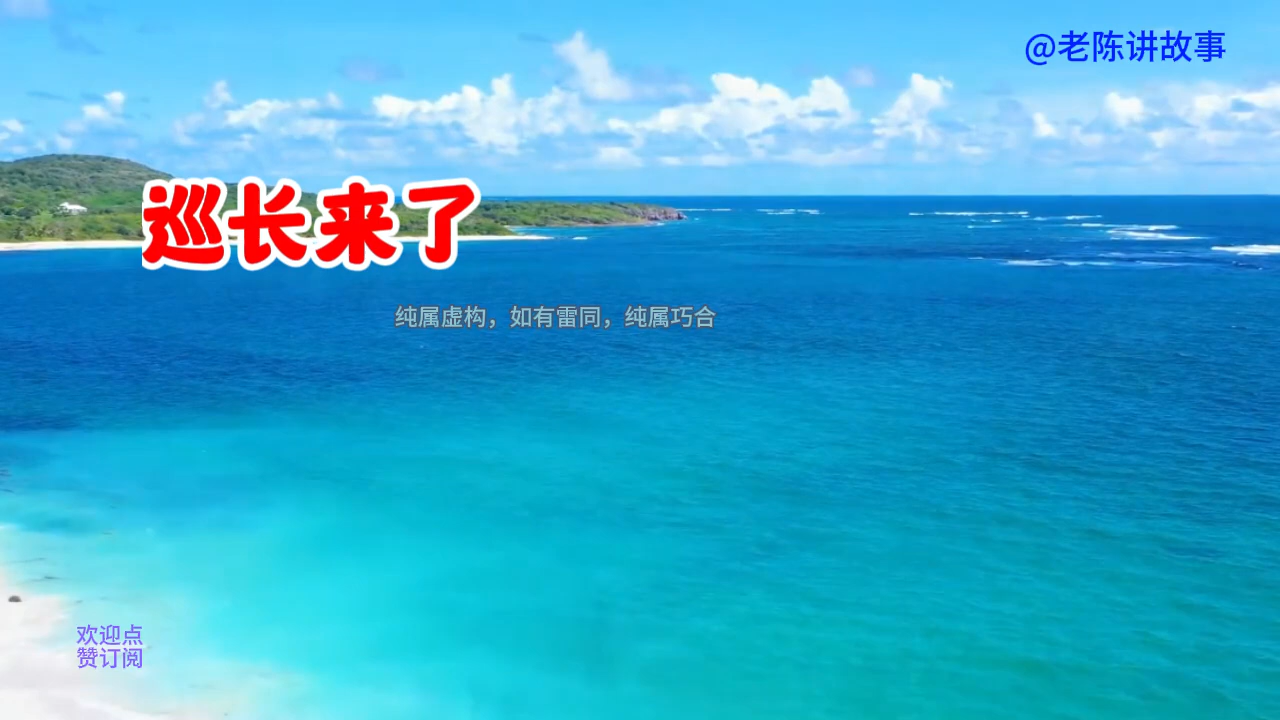 @老陈讲故事
巡长来了
纯属虚构，如有雷同，纯属巧合
欢迎点
赞订阅